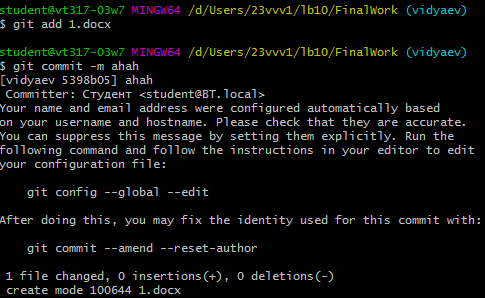 student@vt317-03w7 MINGW64 /d/Users/23vvv1/lb10/FinalWork (vidyaev)
$ git add 1.docx
student@vt317-03w7 MINGW64 /d/Users/23vvv1/lb10/FinalWork (vidyaev)
$ git commit -m ahah
[vidyaev 5398b05] ahah
Committer: Студент <student@BT.local>
Your name and email address were configured automatically based
on your username and hostname. Please check that they are accurate.
You can suppress this message by setting them explicitly. Run the
following command and follow the instructions in your editor to edit
your configuration file:
git config --global --edit
After doing this, you may fix the identity used for this commit with:
git commit --amend --reset-author
1 file changed, 0 insertions(+), 0 deletions(-)
create mode 100644 1.docx